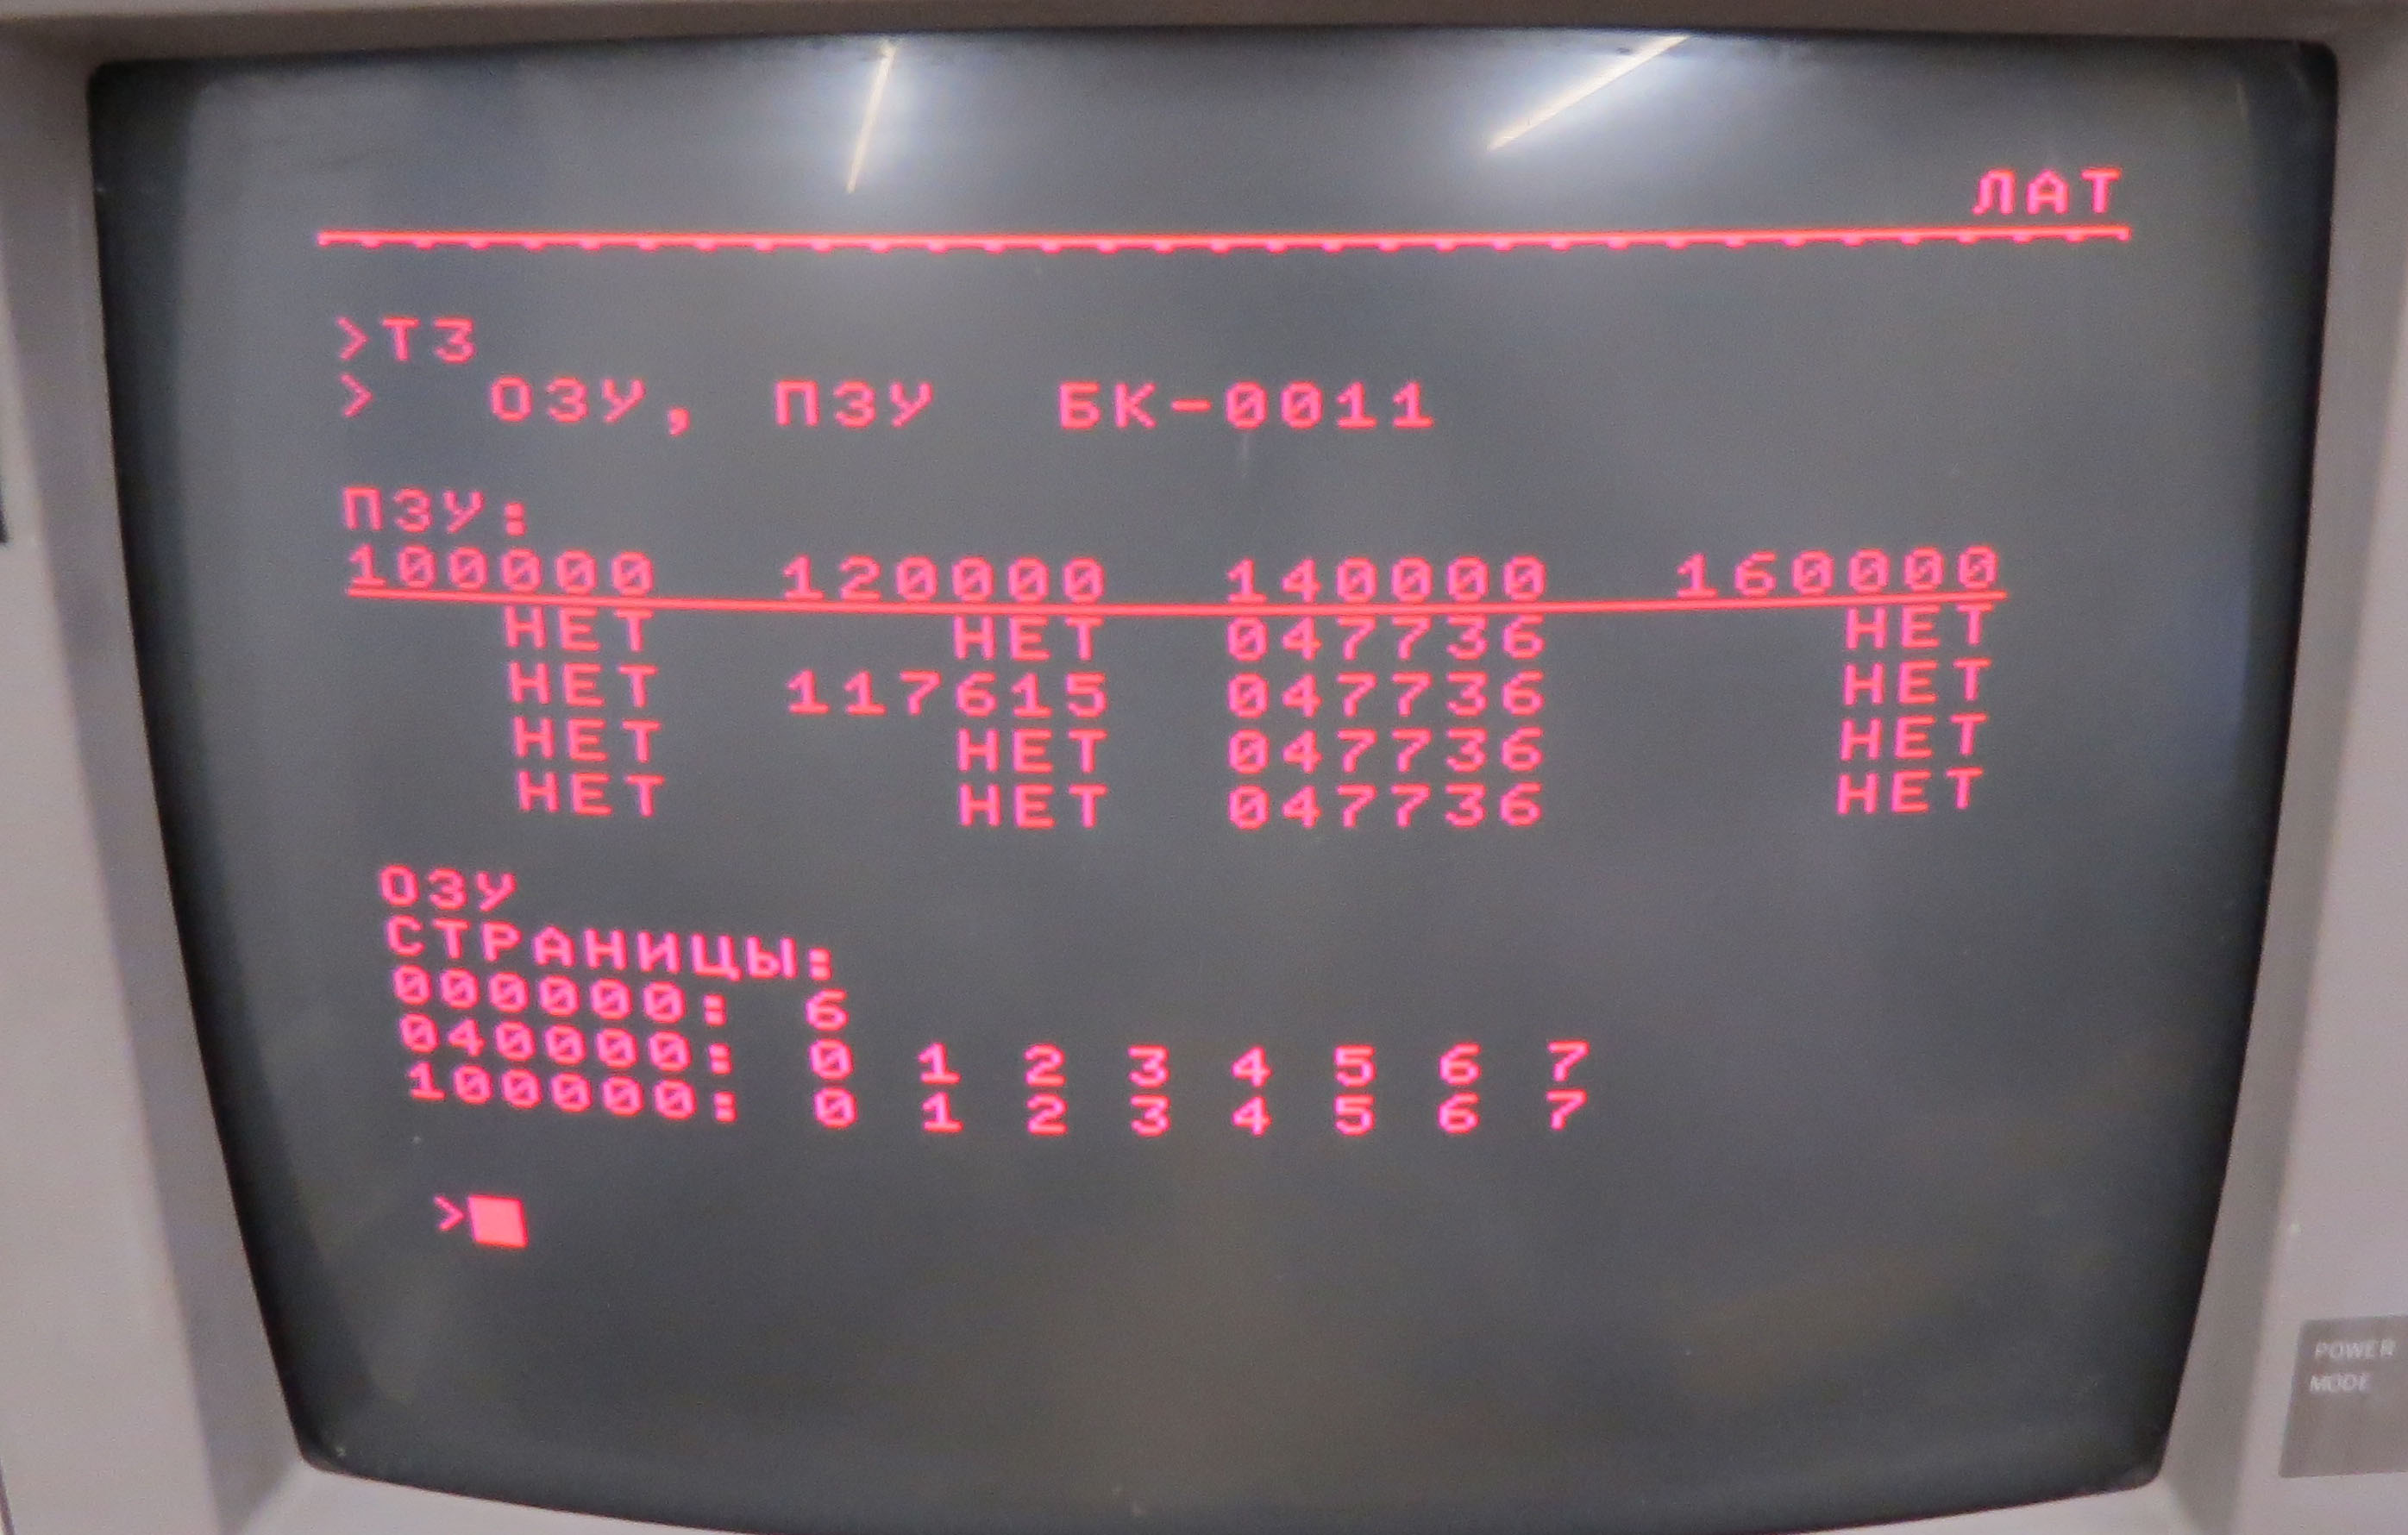 ЛАТ
>ТЗ
> ОЗУ, ПЗУ БК-0011
ПЗУ:
100000 120000 140000 160000
НЕТ НЕТ 047736 НЕТ
НЕТ 117615 047736 НЕТ
НЕТ НЕТ 047736 НЕТ
НЕТ НЕТ 047736 НЕТ
ОЗУ
СТРАНИЦЫ:
000000: 6
040000: 0 1 2 3 4 5 6 7
100000: 0 1 2 3 4 5 6 7
>
POWER
MODE